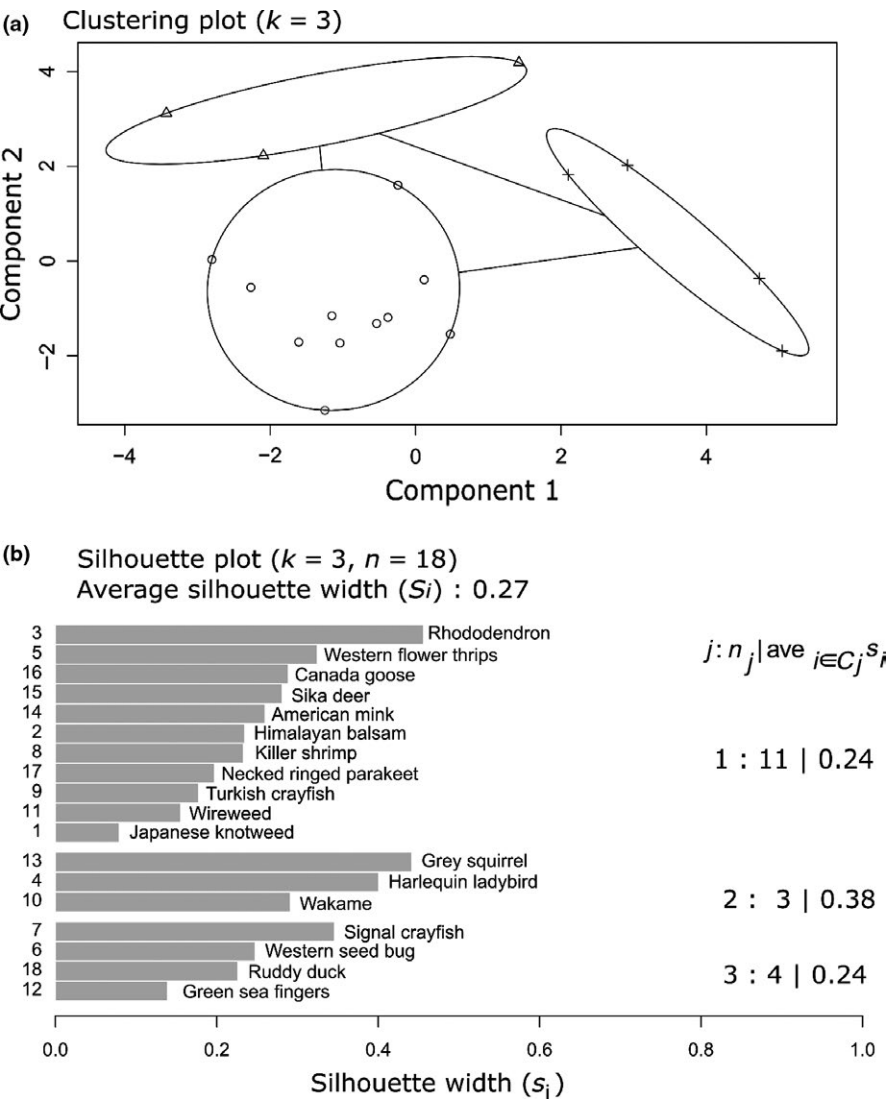 (a) Clustering plot (k = 3)
Component 2
4
2
0
−2
−4 −2 0 2 4
Component 1
(b) Silhouette plot (k = 3, n = 18)
Average silhouette width (Si) : 0.27
j : nj | ave i∈Cj si
3 Rhododendron
5 Western flower thrips
16 Canada goose
15 Sika deer
14 American mink
2 Himalayan balsam
8 Killer shrimp
17 Necked ringed parakeet
9 Turkish crayfish
11 Wireweed
1 Japanese knotweed
1 : 11 | 0.24
13 Grey squirrel
4 Harlequin ladybird
10 Wakame
2 : 3 | 0.38
7 Signal crayfish
6 Western seed bug
18 Ruddy duck
12 Green sea fingers
3 : 4 | 0.24
0.0 0.2 0.4 0.6 0.8 1.0
Silhouette width (si)